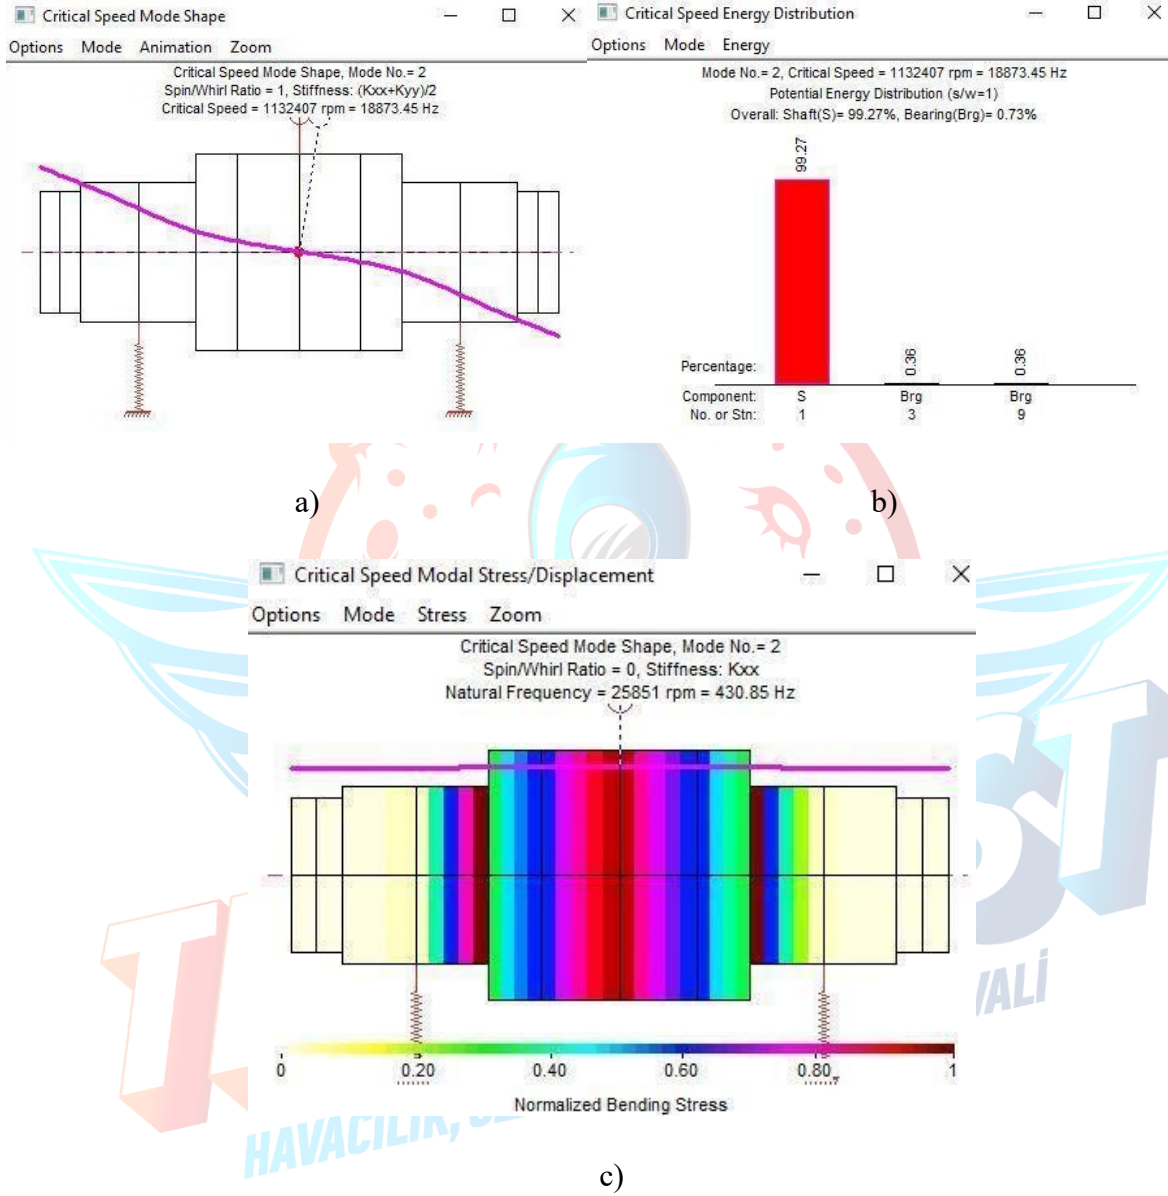 Critical Speed Mode Shape
Options Mode Animation Zoom
Critical Speed Mode Shape, Mode No.= 2
Spin/Whirl Ratio = 1, Stiffness: (Kxx+Kyy)/2
Critical Speed = 1132407 rpm = 18873.45 Hz
a)
Critical Speed Energy Distribution
Options Mode Energy
Mode No.= 2, Critical Speed = 1132407 rpm = 18873.45 Hz
Potential Energy Distribution (s/w=1)
Overall: Shaft(S)= 99.27%, Bearing(Brg)= 0.73%
99.27
0.36
0.36
Percentage:
Component: S Brg Brg
No. or Stn: 1 3 9
b)
Critical Speed Modal Stress/Displacement
Options Mode Stress Zoom
Critical Speed Mode Shape, Mode No.= 2
Spin/Whirl Ratio = 0, Stiffness: Kxx
Natural Frequency = 25851 rpm = 430.85 Hz
0 0.20 0.40 0.60 0.80 1
Normalized Bending Stress
HAVACILIK,
c)